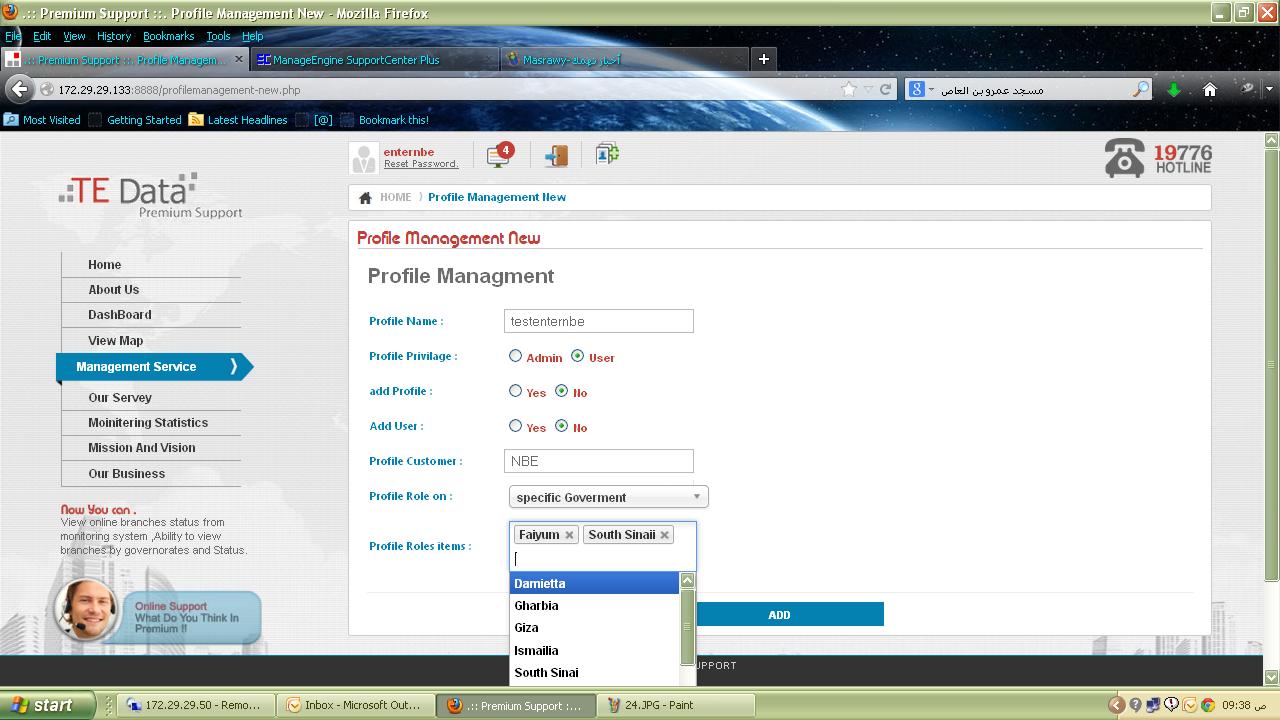 .:: Premium Support ::. Profile Management New - Mozilla Firefox
File Edit View History Bookmarks Tools Help
.:: Premium Support ::. Profile Managem...
ManageEngine SupportCenter Plus
172.29.29.133
Most Visited Getting Started Latest Headlines [@] Bookmark this!
مسجد عمرو بن العاص
enternbe
Reset Password.
4
19776
HOTLINE
TE Data
Premium Support
HOME Profile Management New
Profile Management New
Profile Managment
Home
About Us
DashBoard
View Map
Management Service
Our Servey
Moinitering Statistics
Mission And Vision
Our Business
Now You can .
View online branches status from
monitoring system ,Ability to view
branches by governorates and Status.
Online Support
What Do You Think In
Premium !!
Profile Name : testenternbe
Profile Privilage : Admin User
add Profile : Yes No
Add User : Yes No
Profile Customer : NBE
Profile Role on : specific Goverment
Profile Roles items : Faiyum South Sinaii
Damietta
Gharbia
Giza
Ismailia
South Sinai
ADD
UPPORT
start
172.29.29.50 - Remo...
Inbox - Microsoft Out...
.:: Premium Support :...
24.JPG - Paint
09:38 ص